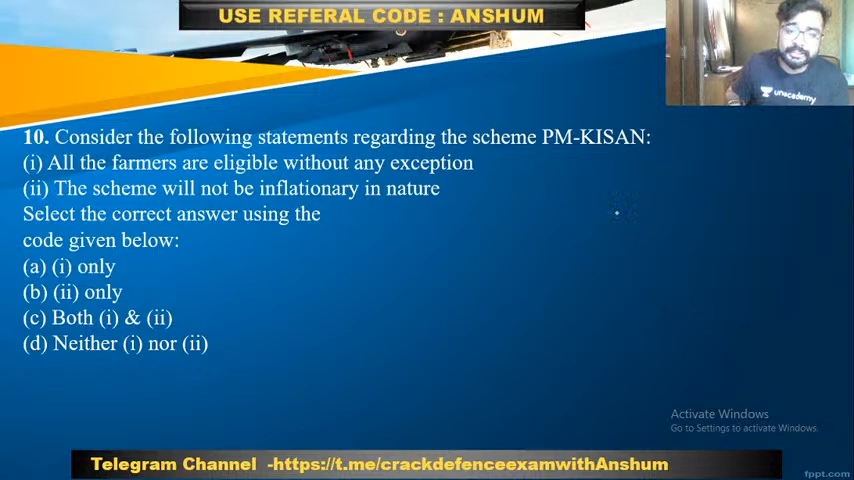 USE REFERAL CODE : ANSHUM
unacademy
10. Consider the following statements regarding the scheme PM-KISAN:
(i) All the farmers are eligible without any exception
(ii) The scheme will not be inflationary in nature
Select the correct answer using the
code given below:
(a) (i) only
(b) (ii) only
(c) Both (i) & (ii)
(d) Neither (i) nor (ii)
Activate Windows
Go to Settings to activate Windows.
Telegram Channel -https://t.me/crackdefenceexamwithAnshum
fppt.com